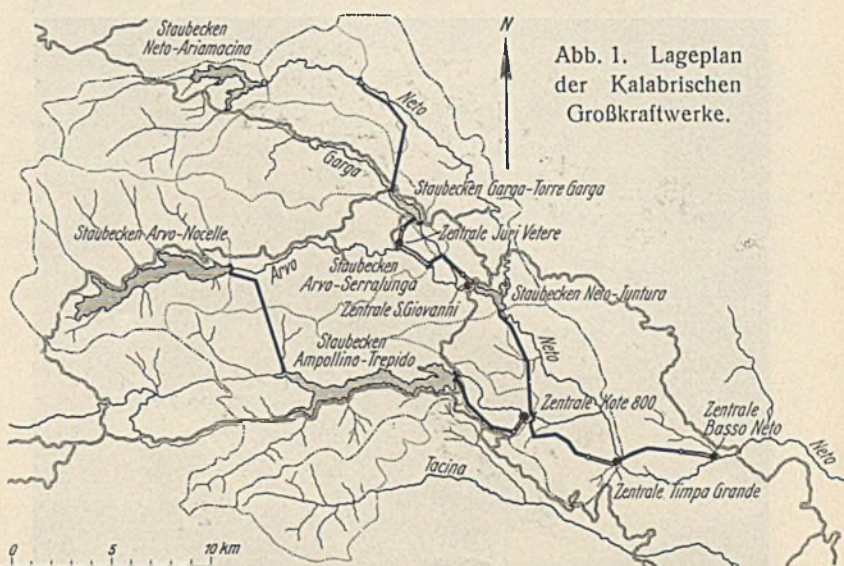 Staubecken
Neto-Ariamacina
N
Abb. 1. Lageplan
der Kalabrischen
Großkraftwerke.
Neto
Garga
Staubecken Garga-Torre Garga
Staubecken Arvo-Nocelle
Zentrale Juri Vetere
Arvo
Staubecken
Arvo-Serralunga
Zentrale S.Giovanni
Staubecken Neto-Juntura
Staubecken
Ampollino-Trepido
Neto
Zentrale Kote 800
Zentrale
Basso Neto
Neto
Tacina
Zentrale Timpa Grande
0 5 10 km